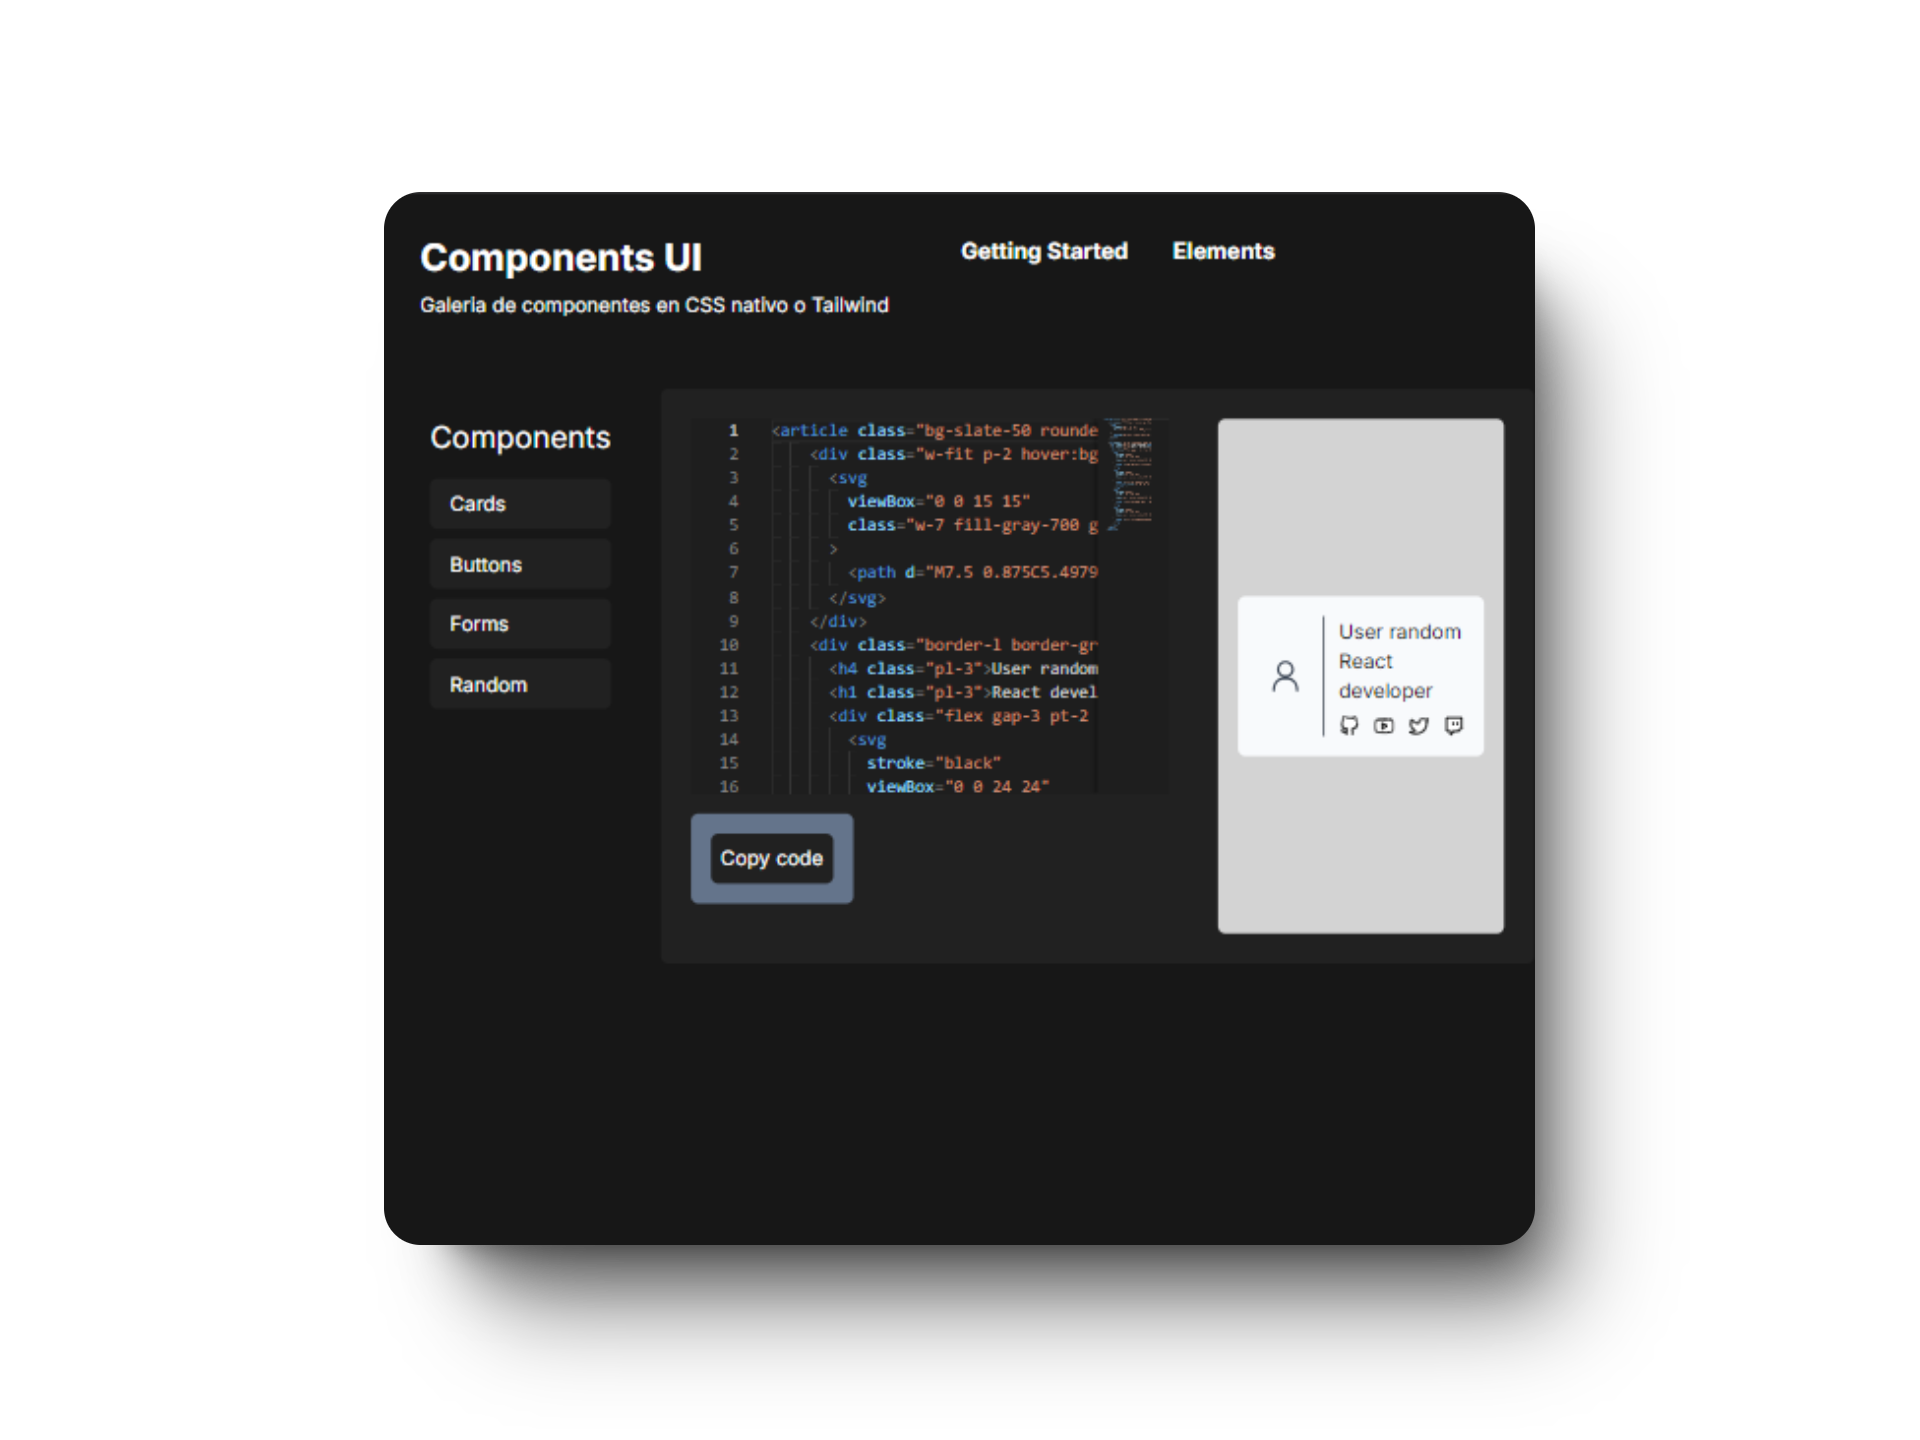 Components UI
Getting Started
Elements
Galeria de componentes en CSS nativo o Tailwind
Components
Cards
Buttons
Forms
Random
1 <article class="bg-slate-50 rounde
2 <div class="w-fit p-2 hover:bg
3 <svg
4 viewBox="0 0 15 15"
5 class="w-7 fill-gray-700 g
6 >
7 <path d="M7.5 0.875C5.4979
8 </svg>
9 </div>
10 <div class="border-l border-gr
11 <h4 class="pl-3">User random
12 <h1 class="pl-3">React devel
13 <div class="flex gap-3 pt-2
14 <svg
15 stroke="black"
16 viewBox="0 0 24 24"
Copy code
User random
React
developer